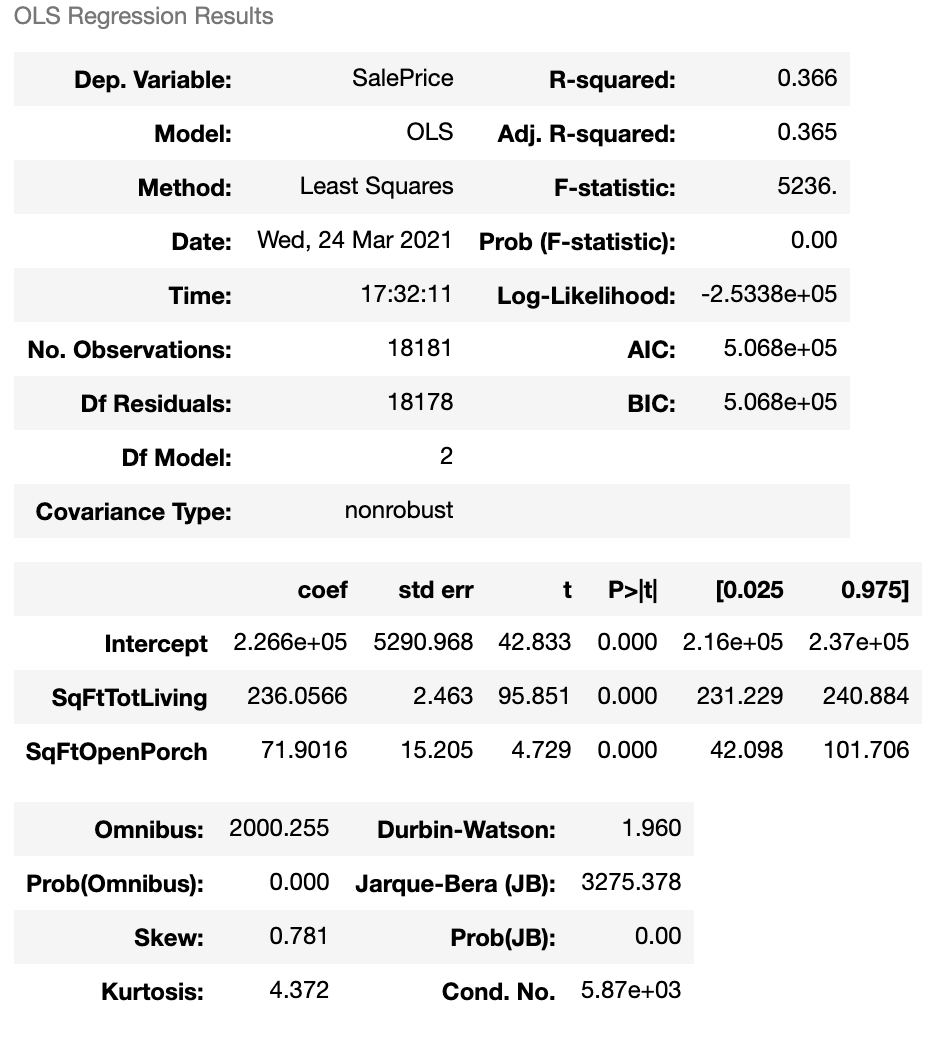 OLS Regression Results
Dep. Variable: SalePrice R-squared: 0.366
Model: OLS Adj. R-squared: 0.365
Method: Least Squares F-statistic: 5236.
Date: Wed, 24 Mar 2021 Prob (F-statistic): 0.00
Time: 17:32:11 Log-Likelihood: -2.5338e+05
No. Observations: 18181 AIC: 5.068e+05
Df Residuals: 18178 BIC: 5.068e+05
Df Model: 2
Covariance Type: nonrobust
coef std err t P>|t| [0.025 0.975]
Intercept 2.266e+05 5290.968 42.833 0.000 2.16e+05 2.37e+05
SqFtTotLiving 236.0566 2.463 95.851 0.000 231.229 240.884
SqFtOpenPorch 71.9016 15.205 4.729 0.000 42.098 101.706
Omnibus: 2000.255 Durbin-Watson: 1.960
Prob(Omnibus): 0.000 Jarque-Bera (JB): 3275.378
Skew: 0.781 Prob(JB): 0.00
Kurtosis: 4.372 Cond. No. 5.87e+03